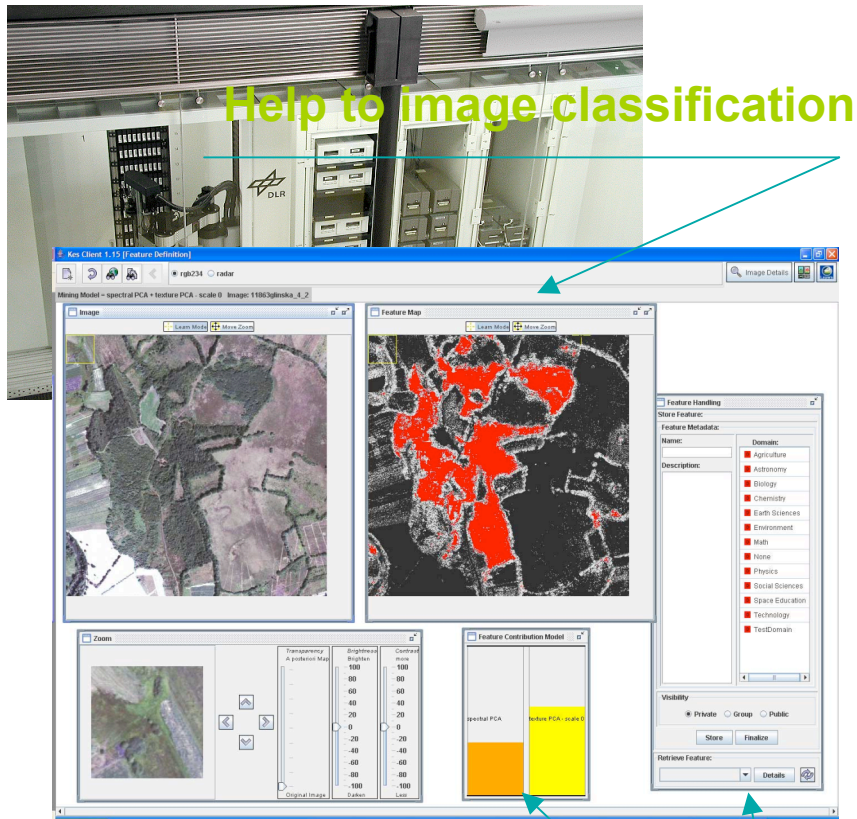 Help to image classification
DLR
Kes Client 1.15 [Feature Definition]
rgb234 radar
Image Details
Mining Model - spectral PCA + texture PCA - scale 0 Image: 11063glinska_4_2
Image
Learn Mode Move Zoom
Feature Map
Learn Mode Move Zoom
Feature Handling
Store Feature:
Feature Metadata:
Name:
Description:
Domain:
Agriculture
Astronomy
Biology
Chemistry
Earth Sciences
Environment
Math
None
Physics
Social Sciences
Space Education
Technology
TestDomain
Visibility
Private Group Public
Store Finalize
Retrieve Feature:
Details
Zoom
Transparency
A posteriori Map
Original Image
Brightness
Brighten
100
80
60
40
20
0
-20
-40
-60
-80
-100
Darken
Contrast
more
100
80
60
40
20
0
-20
-40
-60
-80
-100
Less
Feature Contribution Model
spectral PCA
texture PCA - scale 0